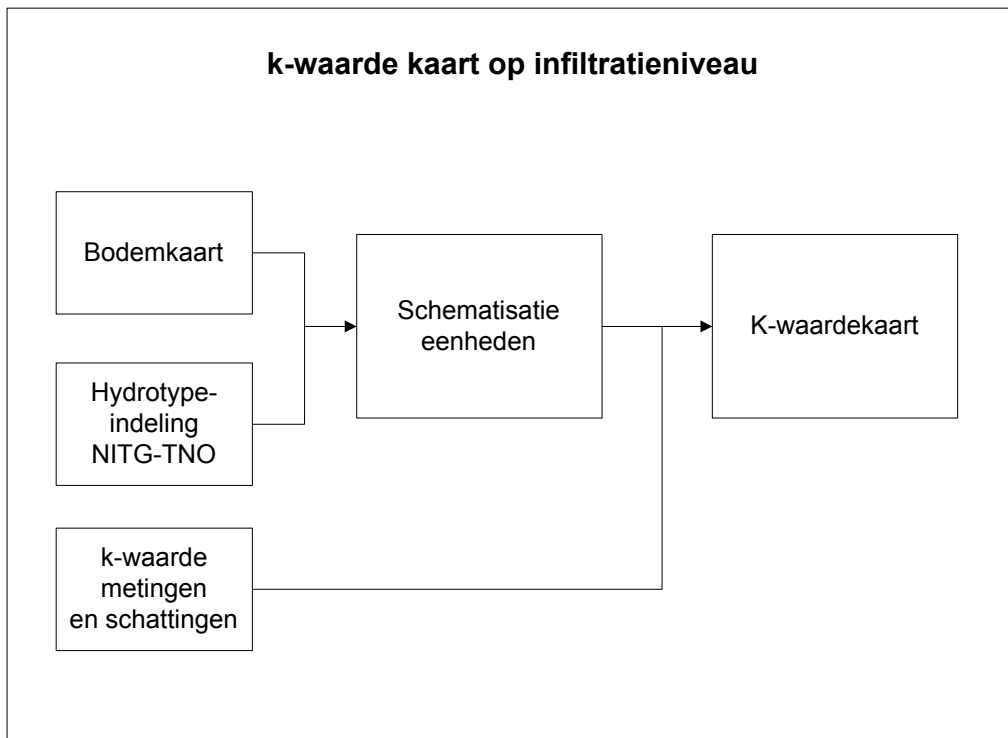 k-waarde kaart op infiltratieniveau
Bodemkaart
Hydrotype-
indeling
NITG-TNO
k-waarde
metingen
en schattingen
Schematisatie
eenheden
K-waardekaart